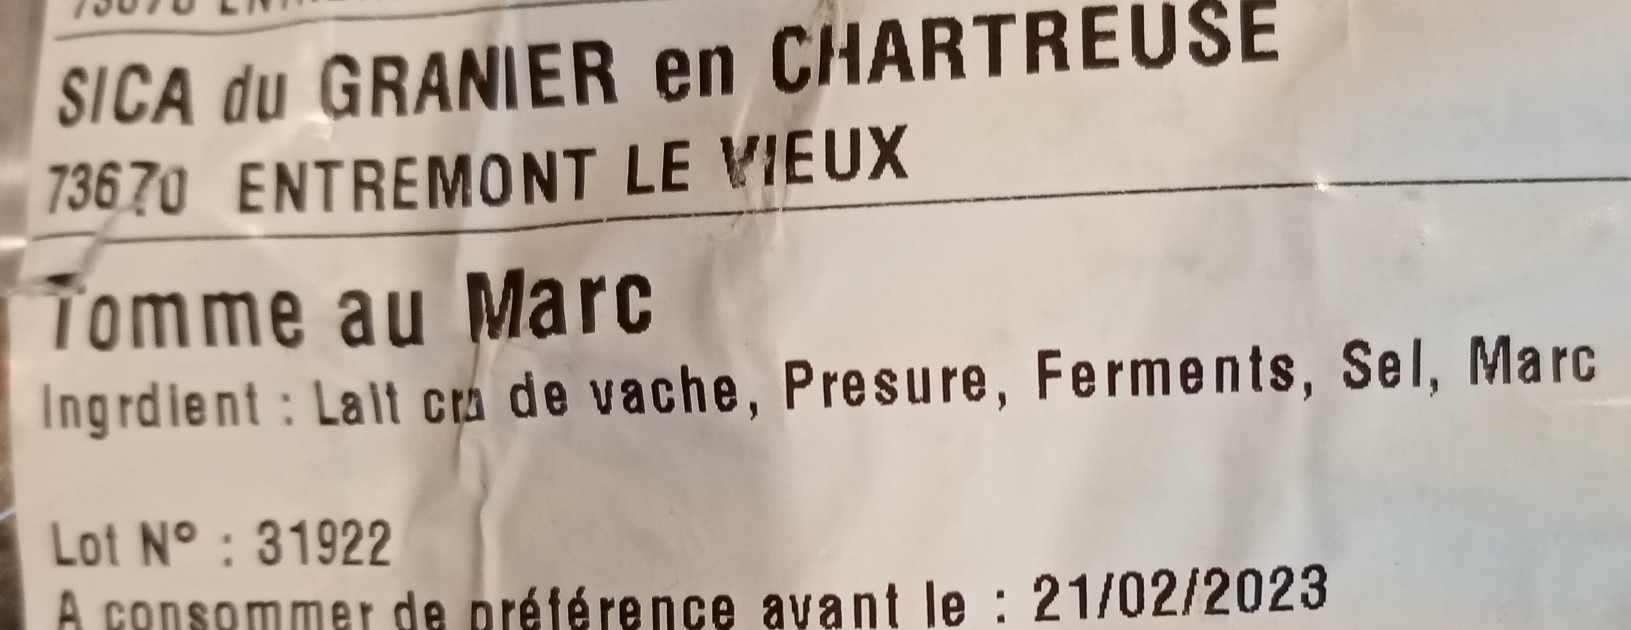 SICA du GRANIER en CHARTREUSE
73670 ENTREMONT LE VIEUX
Tomme au Marc
Ingrdient : Lait cru de vache, Presure, Ferments, Sel, Marc
Lot N° : 31922
A consommer de préférence avant le : 21/02/2023